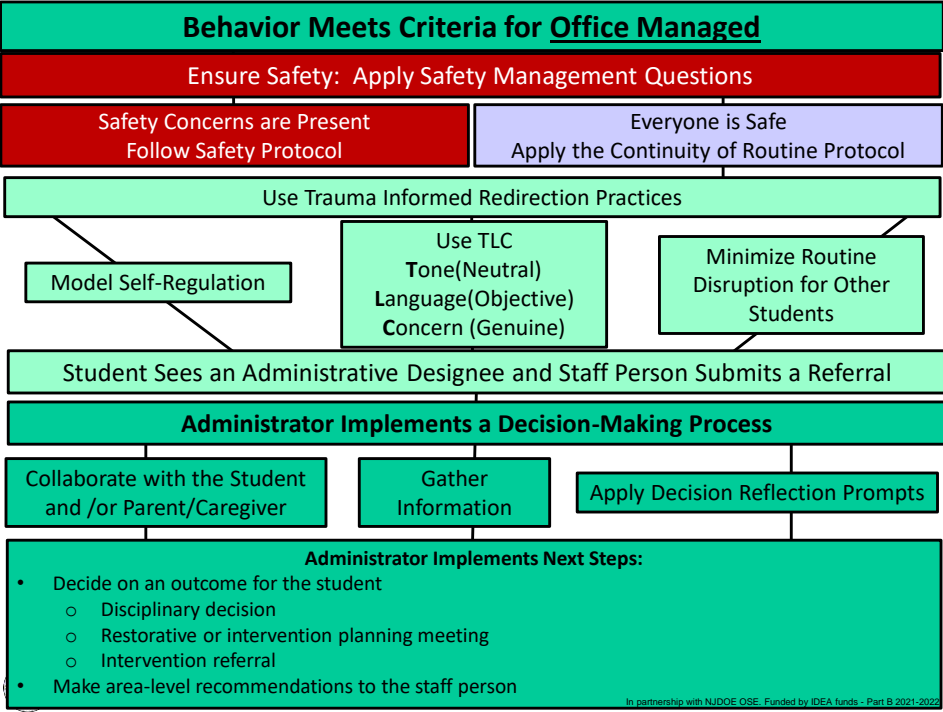 Behavior Meets Criteria for Office Managed
Ensure Safety: Apply Safety Management Questions
Safety Concerns are Present
Follow Safety Protocol
Everyone is Safe
Apply the Continuity of Routine Protocol
Use Trauma Informed Redirection Practices
Model Self-Regulation
Use TLC
Tone(Neutral)
Language(Objective)
Concern (Genuine)
Minimize Routine
Disruption for Other
Students
Student Sees an Administrative Designee and Staff Person Submits a Referral
Administrator Implements a Decision-Making Process
Collaborate with the Student
and /or Parent/Caregiver
Gather
Information
Apply Decision Reflection Prompts
Administrator Implements Next Steps:
• Decide on an outcome for the student
o Disciplinary decision
o Restorative or intervention planning meeting
o Intervention referral
• Make area-level recommendations to the staff person
In partnership with NJDOE OSE. Funded by IDEA funds - Part B 2021-2022